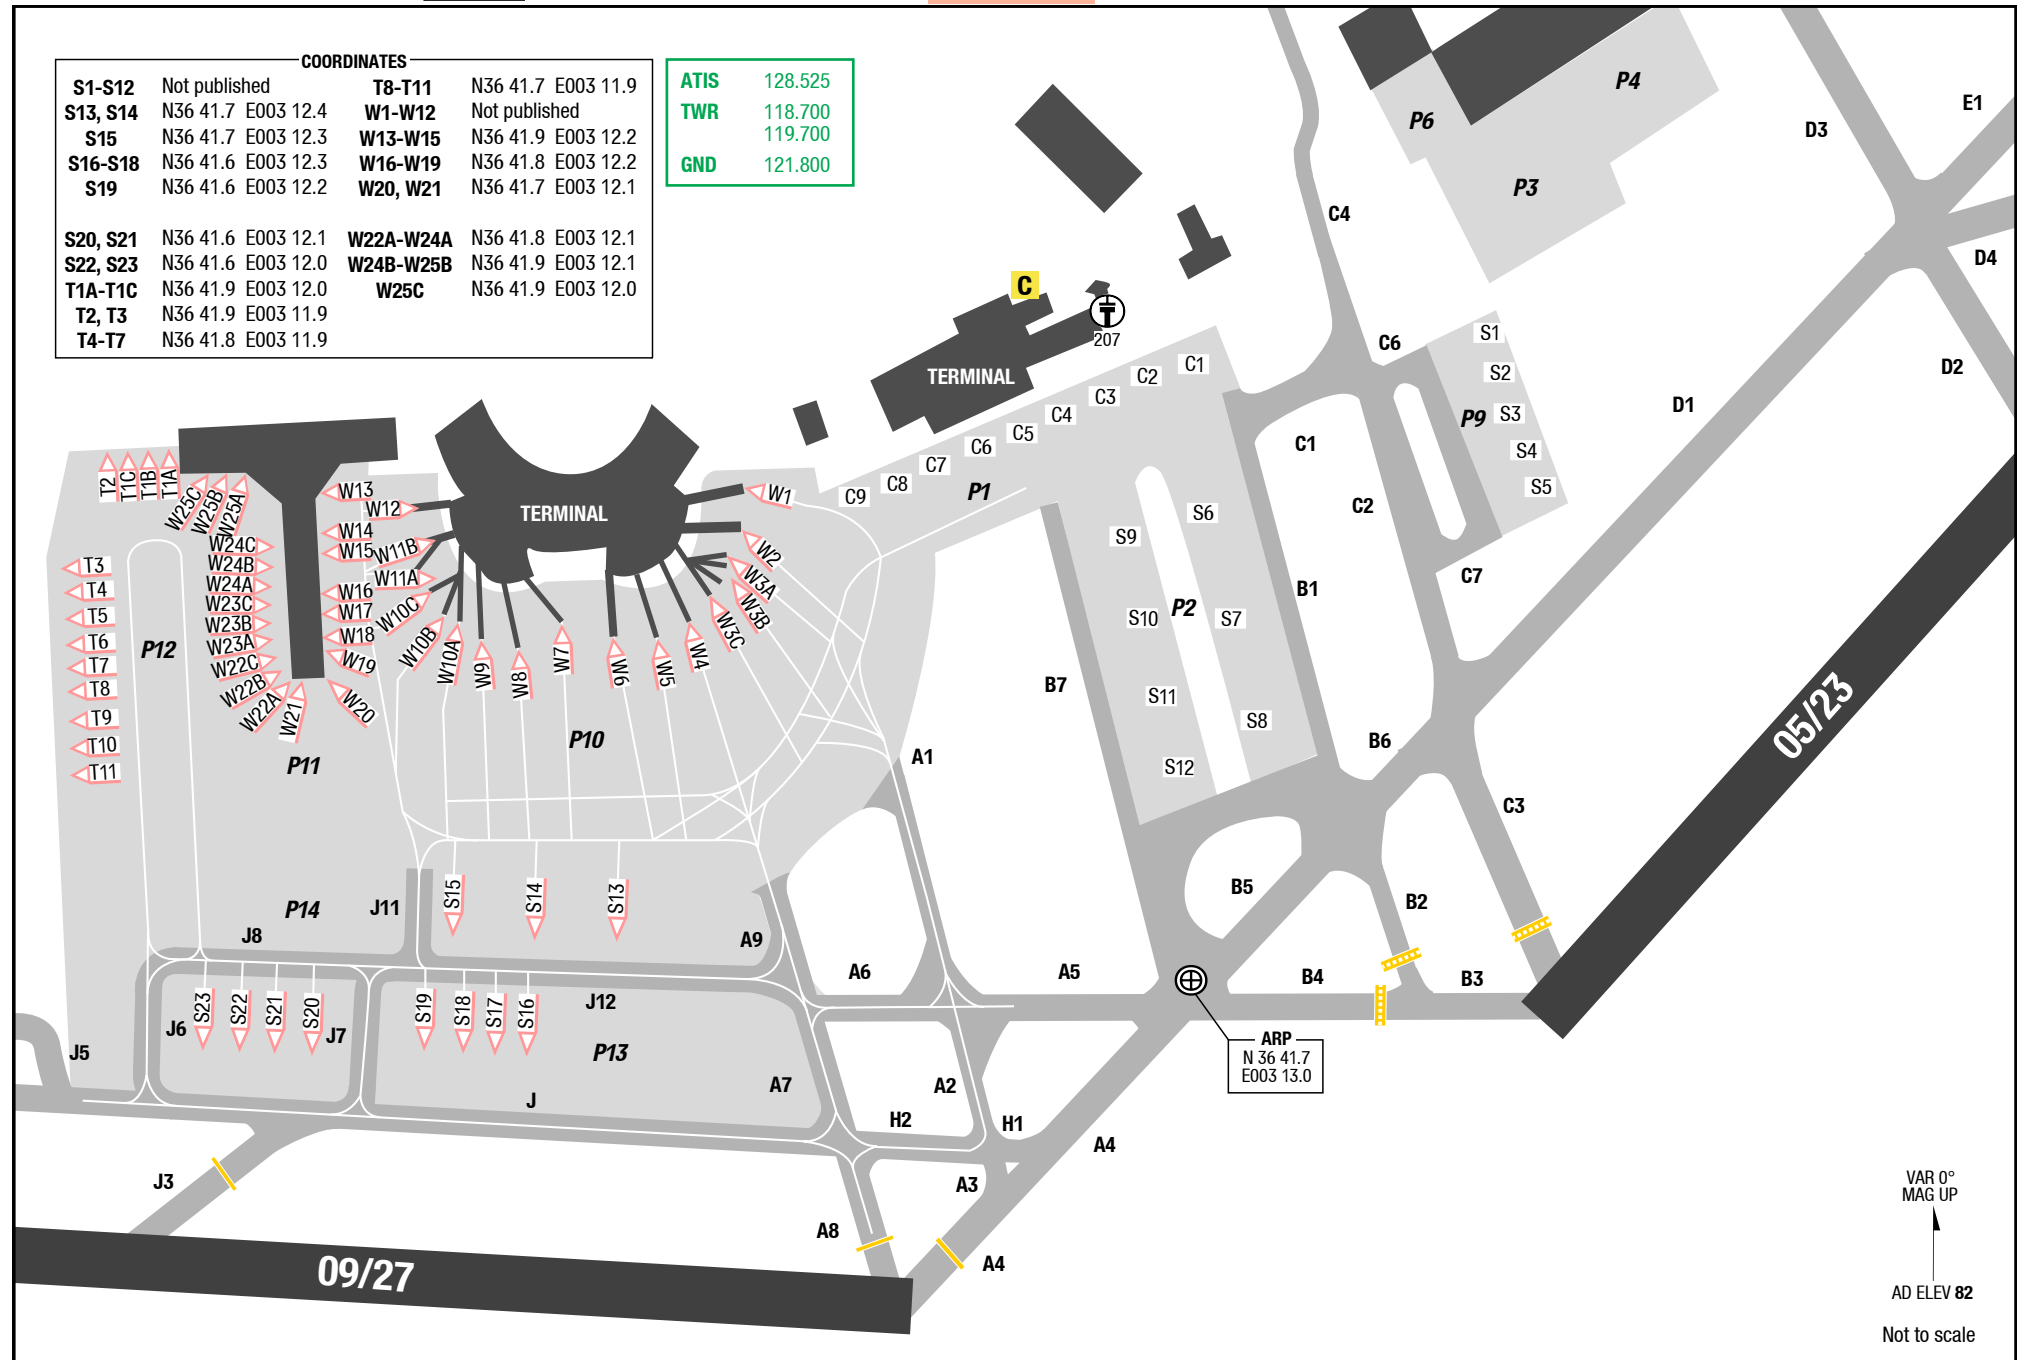 COORDINATES
S1-S12 Not published T8-T11 N36 41.7 E003 11.9
S13, S14 N36 41.7 E003 12.4 W1-W12 Not published
S15 N36 41.7 E003 12.3 W13-W15 N36 41.9 E003 12.2
S16-S18 N36 41.6 E003 12.3 W16-W19 N36 41.8 E003 12.2
S19 N36 41.6 E003 12.2 W20, W21 N36 41.7 E003 12.1
S20, S21 N36 41.6 E003 12.1 W22A-W24A N36 41.8 E003 12.1
S22, S23 N36 41.6 E003 12.0 W24B-W25B N36 41.9 E003 12.1
T1A-T1C N36 41.9 E003 12.0 W25C N36 41.9 E003 12.0
T2, T3 N36 41.9 E003 11.9
T4-T7 N36 41.8 E003 11.9
ATIS 128.525
TWR 118.700
119.700
GND 121.800
P4
P6
P3
D3
E1
C4
D4
C
207
TERMINAL
C6
D2
D1
S1
S2
S3
S4
S5
P9
C1
C2
C3
C4
C5
C6
C7
C8
C9
P1
C1
C2
C7
T2
T1C
T1B
T1A
W25C
W25B
W25A
W24C
W24B
W24A
W23C
W23B
W23A
W22C
W22B
W22A
W21
W20
W13
W14
W15
W16
W17
W18
W19
W12
W11B
W11A
W10C
W10B
W10A
W9
W8
W7
W6
W5
W4
W3C
W3B
W3A
W2
W1
TERMINAL
T3
T4
T5
T6
T7
T8
T9
T10
T11
P12
P11
P10
S6
S9
S10
P2
S7
S11
S8
S12
B1
B7
B6
A1
C3
05/23
S15
S14
S13
P14
J11
J8
A9
A6
A5
B5
B2
B4
B3
S23
S22
S21
S20
S19
S18
S17
S16
J12
J6
J7
J5
P13
J
A7
A2
H2
H1
A4
ARP
N 36 41.7
E003 13.0
J3
A3
A8
A4
09/27
VAR 0°
MAG UP
AD ELEV 82
Not to scale